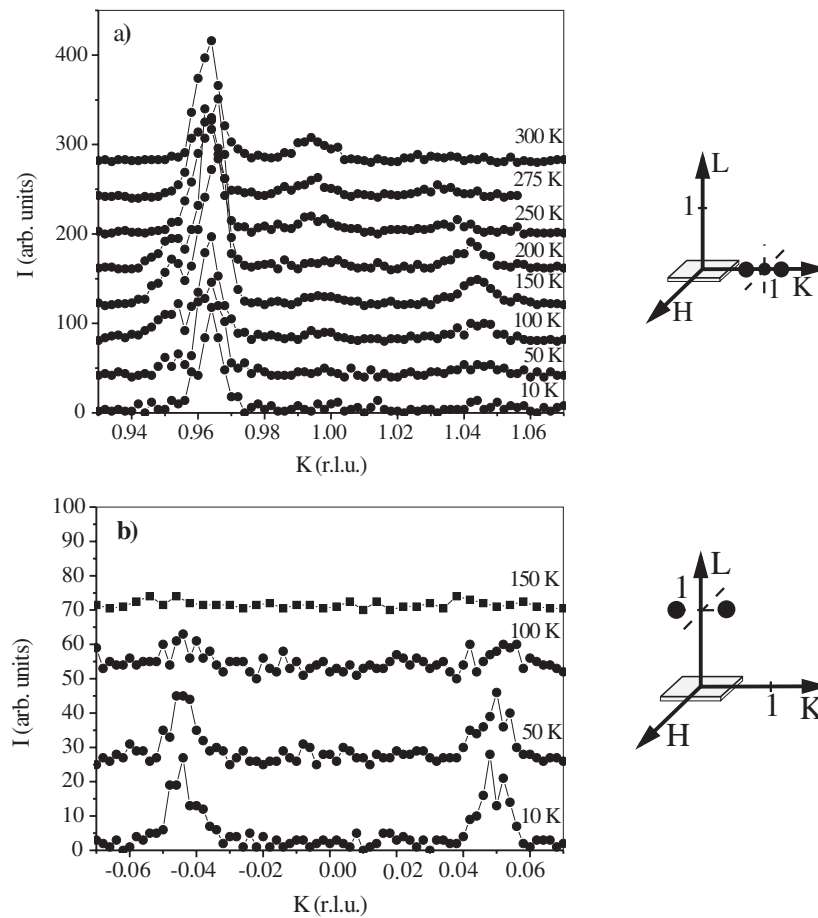 a)
400
300
200
100
0
I (arb. units)
300 K
275 K
250 K
200 K
150 K
100 K
50 K
10 K
0.94 0.96 0.98 1.00 1.02 1.04 1.06
K (r.l.u.)
L
1
1 K
H
b)
100
90
80
70
60
50
40
30
20
10
0
I (arb. units)
150 K
100 K
50 K
10 K
-0.06 -0.04 -0.02 0.00 0.02 0.04 0.06
K (r.l.u.)
L
1
1 K
H